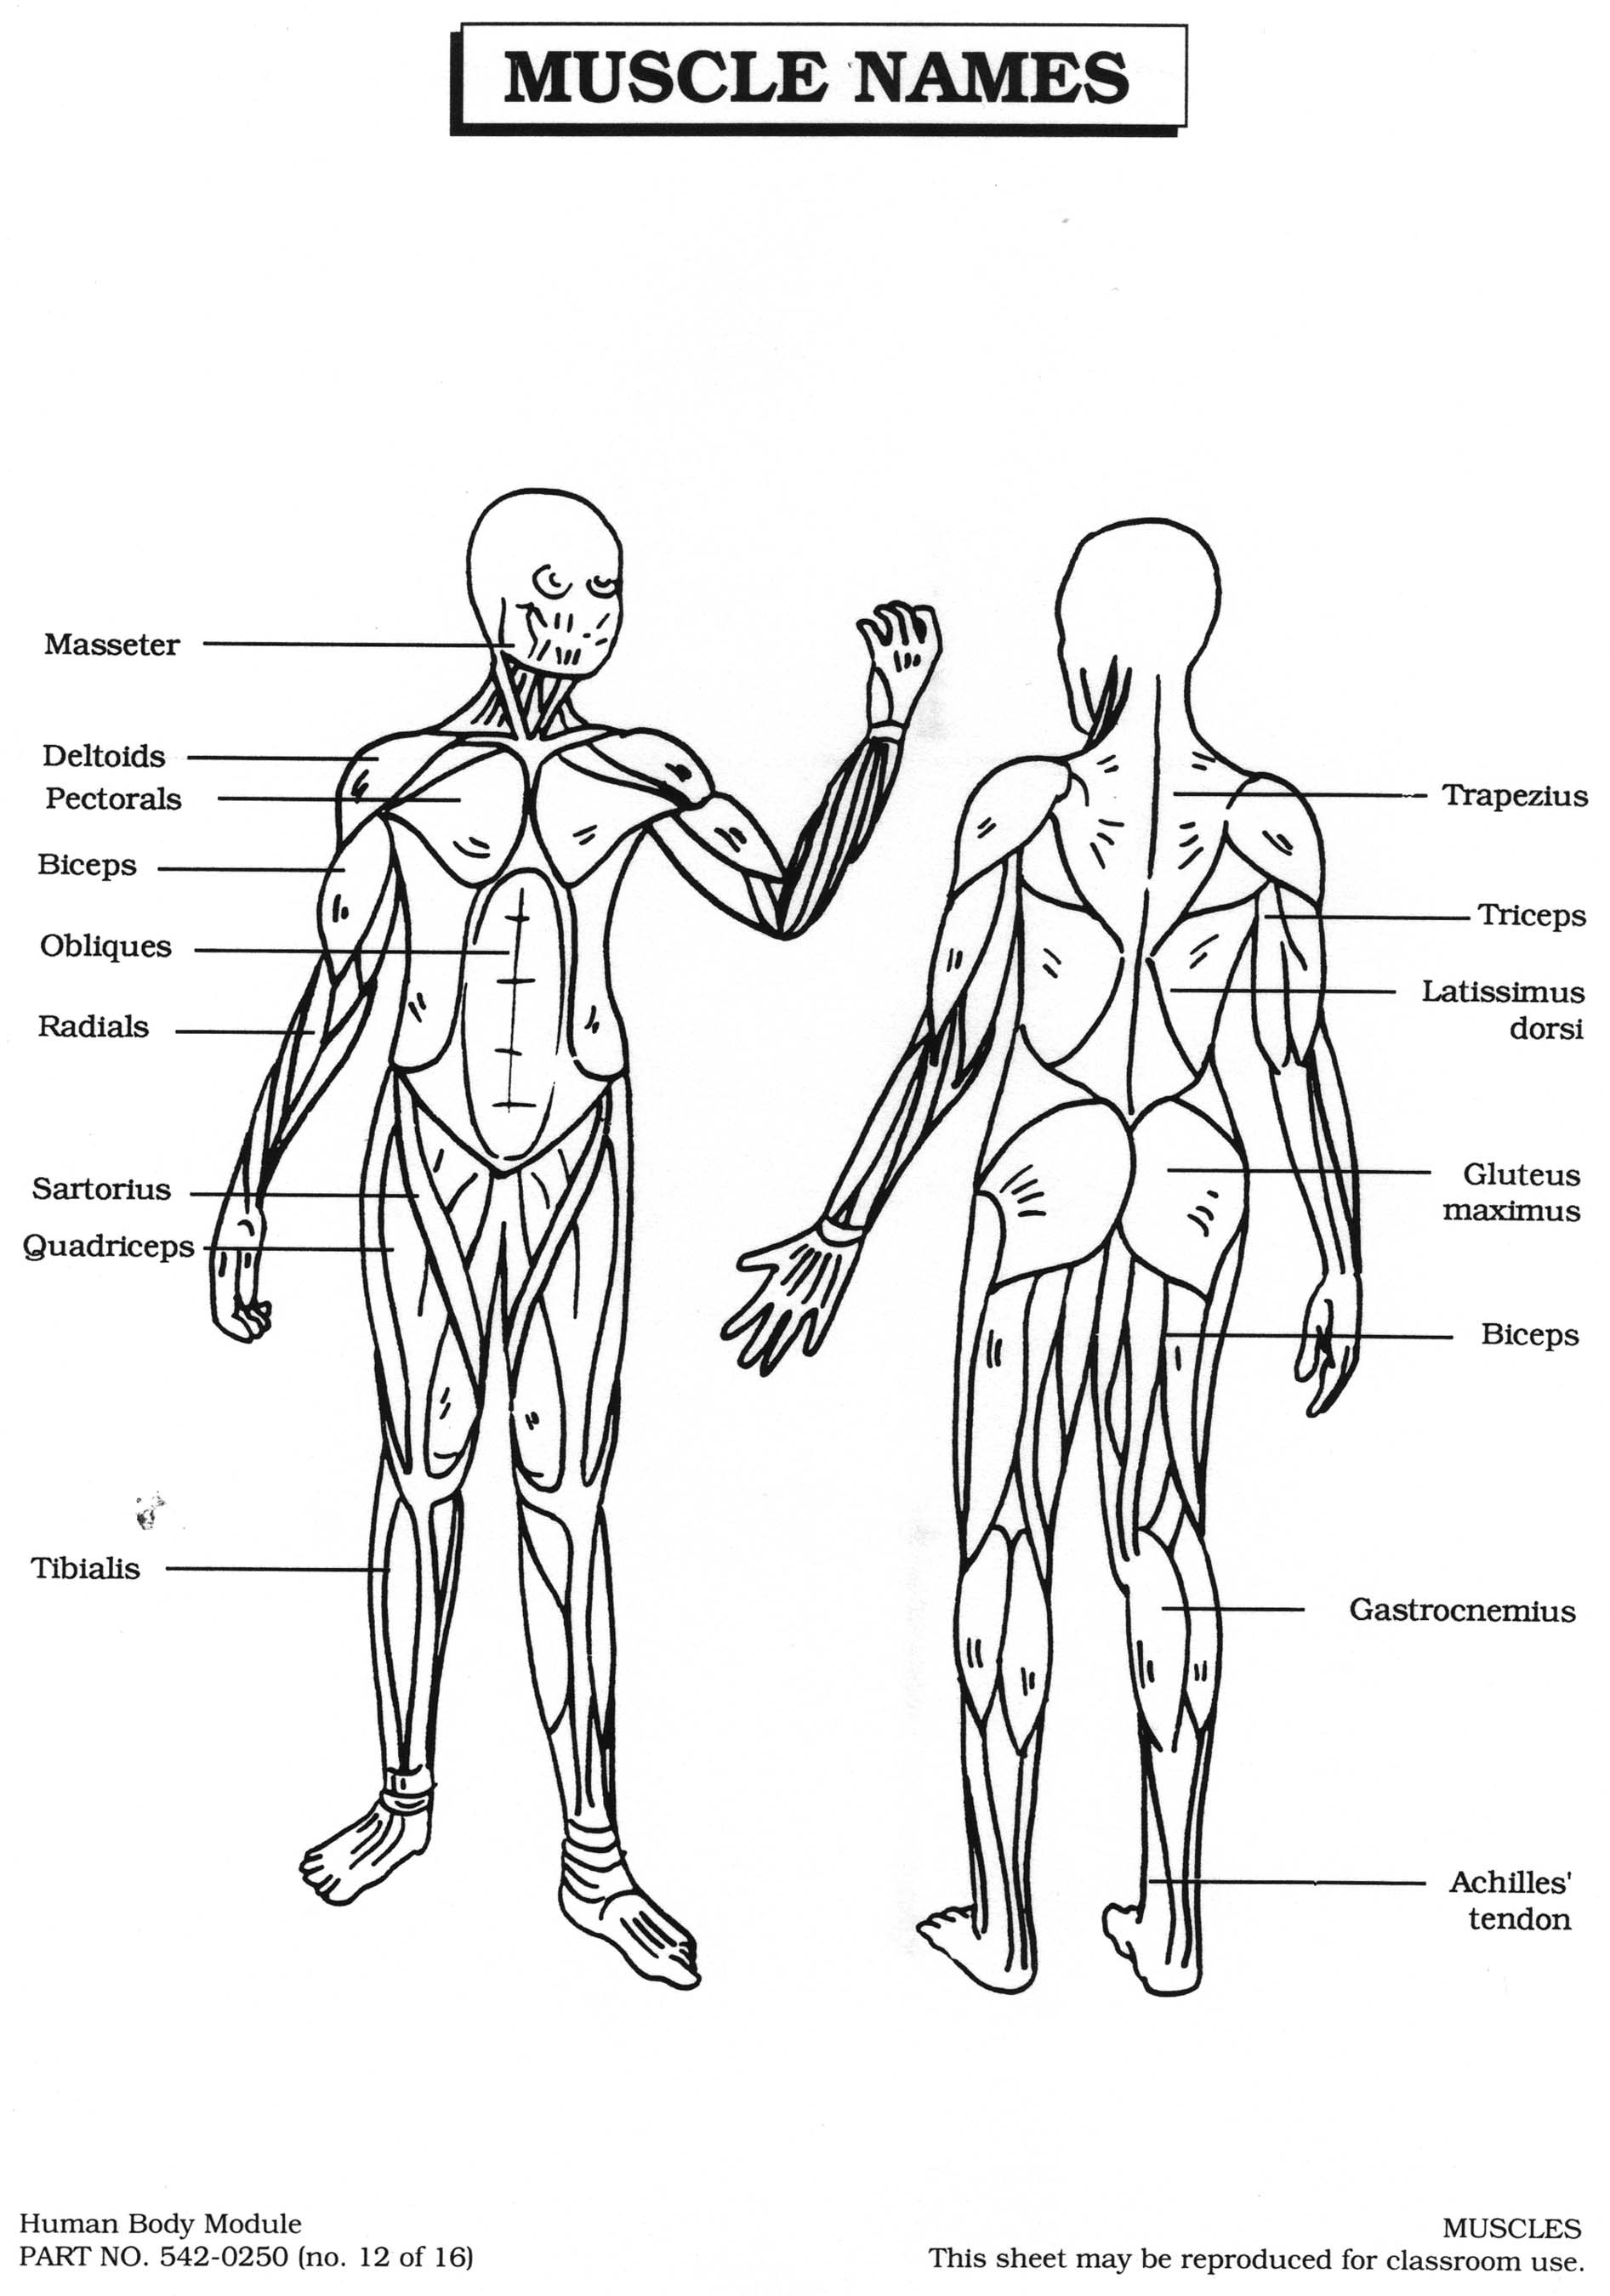 MUSCLE NAMES
Masseter
Deltoids
Pectorals
Biceps
Obliques
Radials
Sartorius
Quadriceps
Tibialis
Trapezius
Triceps
Latissimus
dorsi
Gluteus
maximus
Biceps
Gastrocnemius
Achilles'
tendon
Human Body Module
PART NO. 542-0250 (no. 12 of 16)
MUSCLES
This sheet may be reproduced for classroom use.